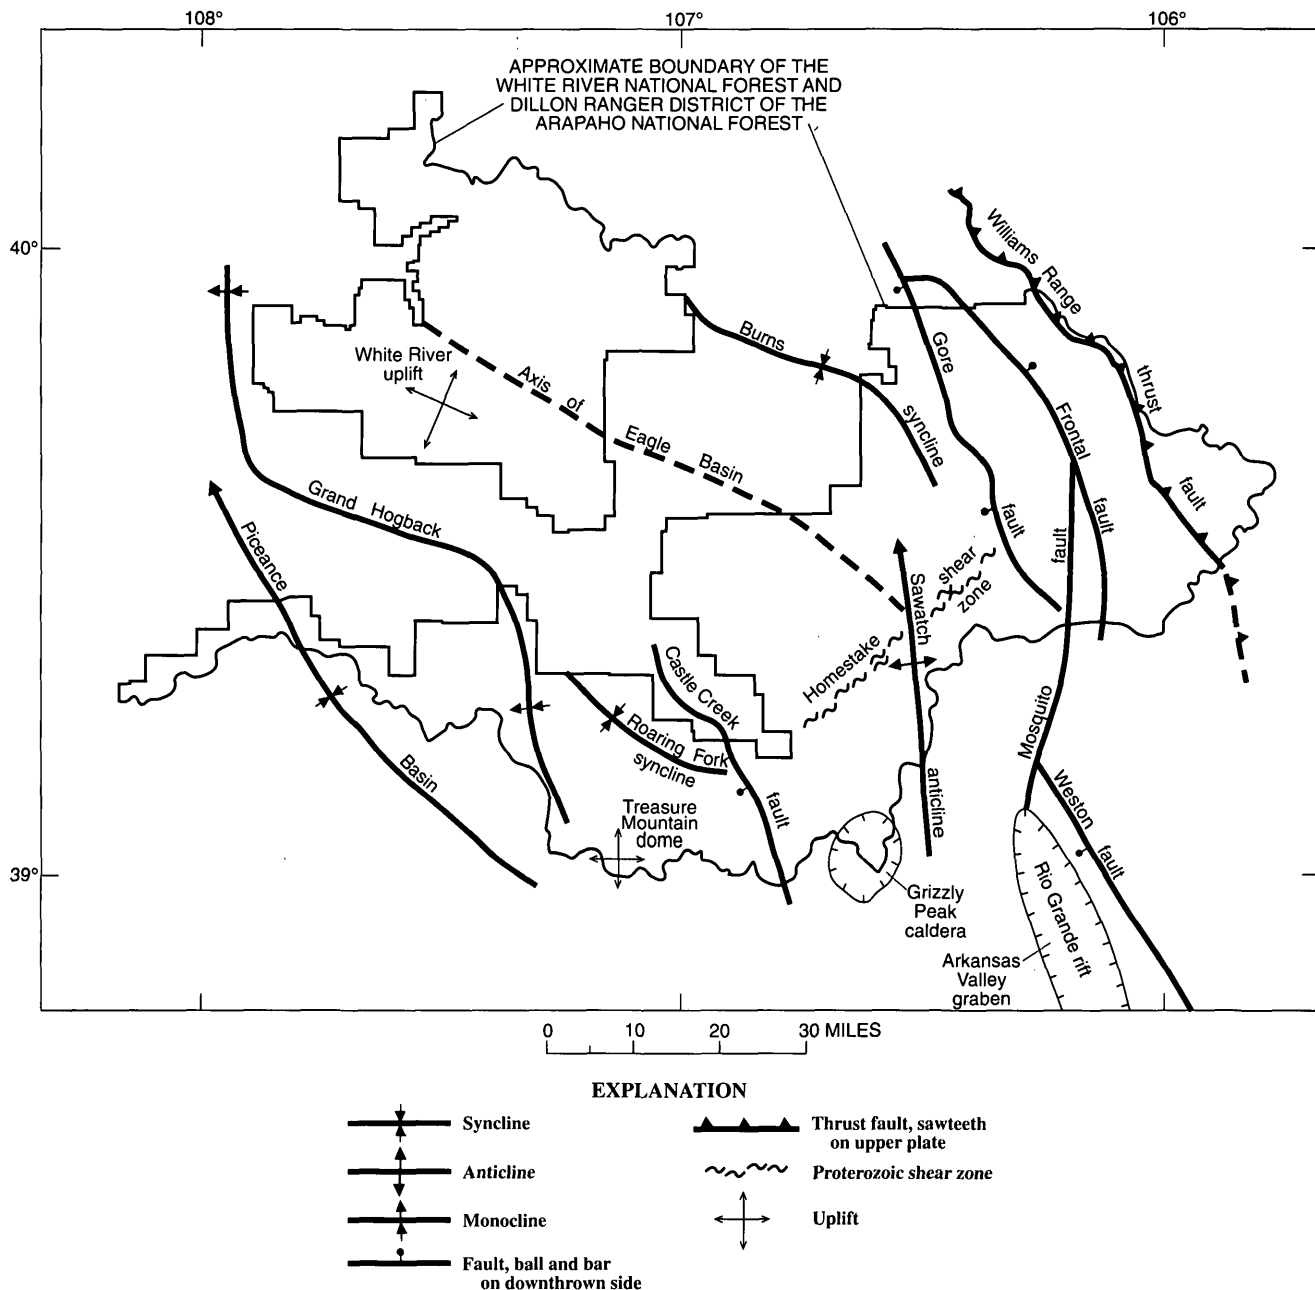 108°
107°
106°
APPROXIMATE BOUNDARY OF THE
WHITE RIVER NATIONAL FOREST AND
DILLON RANGER DISTRICT OF THE
ARAPAHO NATIONAL FOREST
40°
39°
Williams Range thrust fault
White River
uplift
Burns syncline
Gore fault
Frontal fault
Axis of Eagle Basin
Grand Hogback
Piceance Basin
Homestake shear
zone
Sawatch anticline
Castle Creek fault
Roaring Fork
syncline
Mosquito fault
Weston fault
Treasure
Mountain
dome
Grizzly
Peak
caldera
Rio Grande rift
Arkansas
Valley
graben
0 10 20 30 MILES
EXPLANATION
Syncline
Anticline
Monocline
Fault, ball and bar
on downthrown side
Thrust fault, sawteeth
on upper plate
Proterozoic shear zone
Uplift